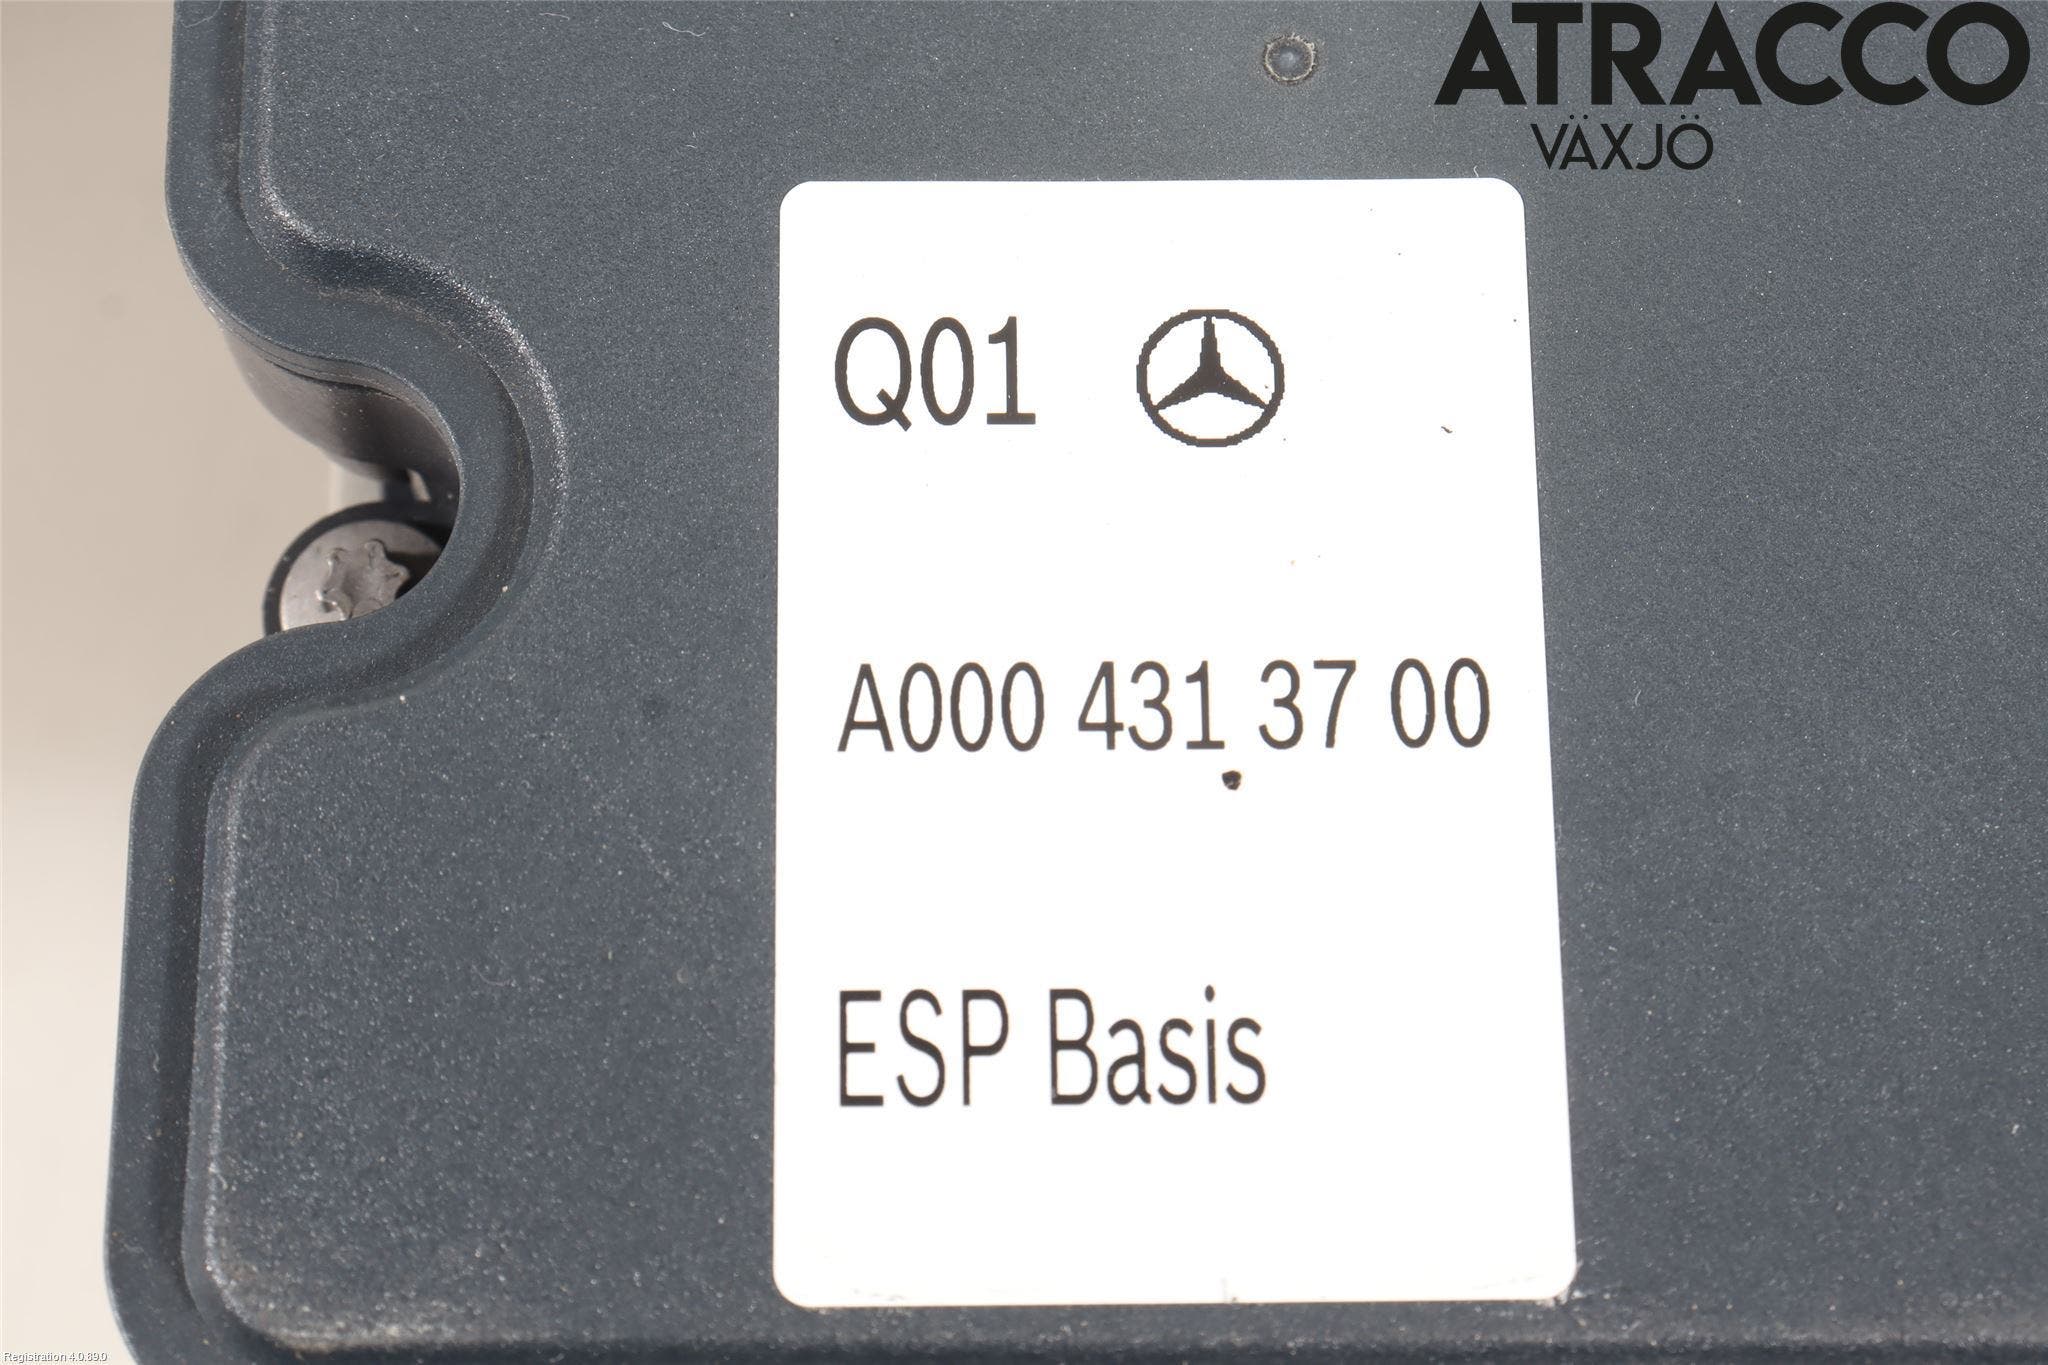 ATRACCO
VÄXJÖ
Q01
A000 431 37 00
ESP Basis
Registration 4.0.89.0